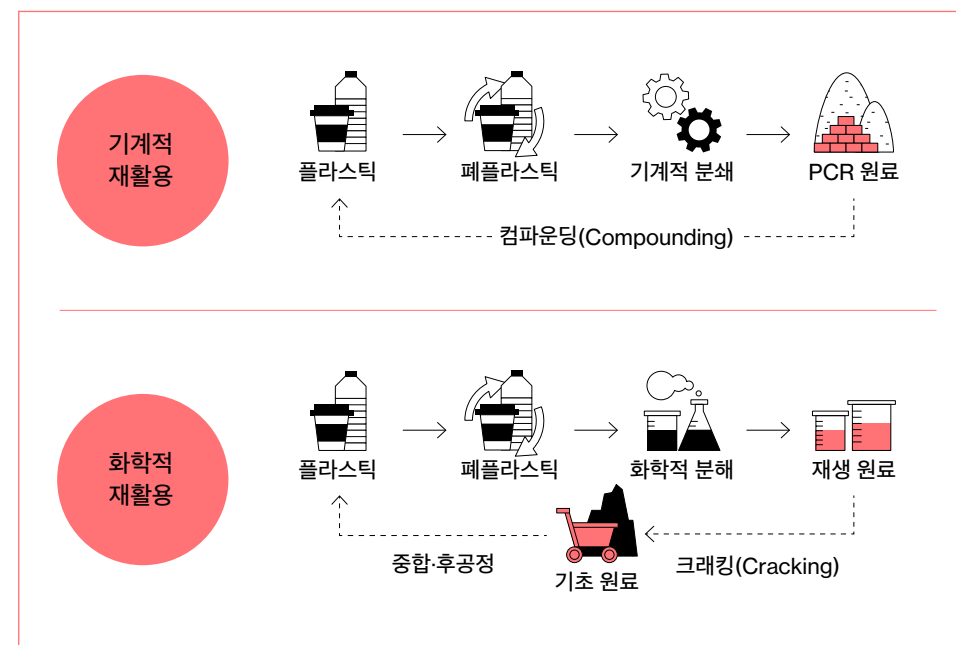 기계적
재활용
플라스틱
폐플라스틱
기계적 분쇄
PCR 원료
컴파운딩(Compounding)
화학적
재활용
플라스틱
폐플라스틱
화학적 분해
재생 원료
중합·후공정
기초 원료
크래킹(Cracking)